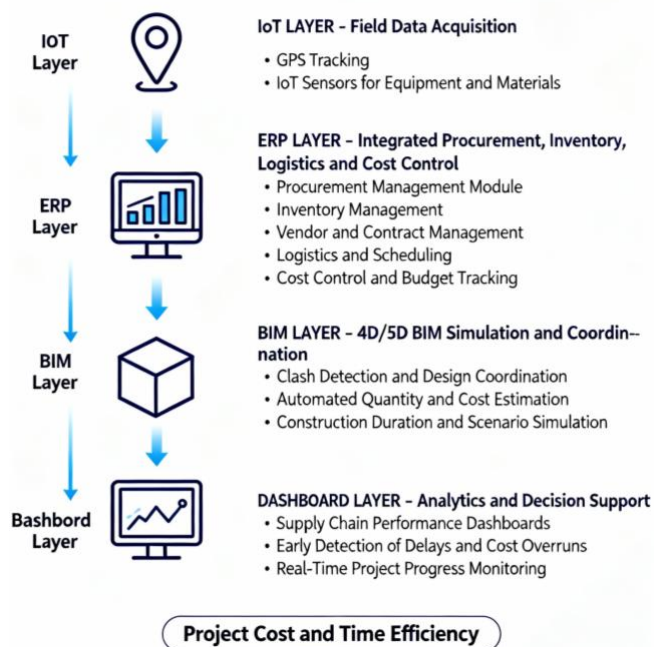 IoT LAYER – Field Data Acquisition
IOT
Layer
• GPS Tracking
• IoT Sensors for Equipment and Materials
ERP LAYER – Integrated Procurement, Inventory,
Logistics and Cost Control
ERP
Layer
• Procurement Management Module
• Inventory Management
• Vendor and Contract Management
• Logistics and Scheduling
• Cost Control and Budget Tracking
BIM LAYER – 4D/5D BIM Simulation and Coordin--
nation
BIM
Layer
• Clash Detection and Design Coordination
• Automated Quantity and Cost Estimation
• Construction Duration and Scenario Simulation
DASHBOARD LAYER – Analytics and Decision Support
Bashbord
Layer
• Supply Chain Performance Dashboards
• Early Detection of Delays and Cost Overruns
• Real-Time Project Progress Monitoring
Project Cost and Time Efficiency